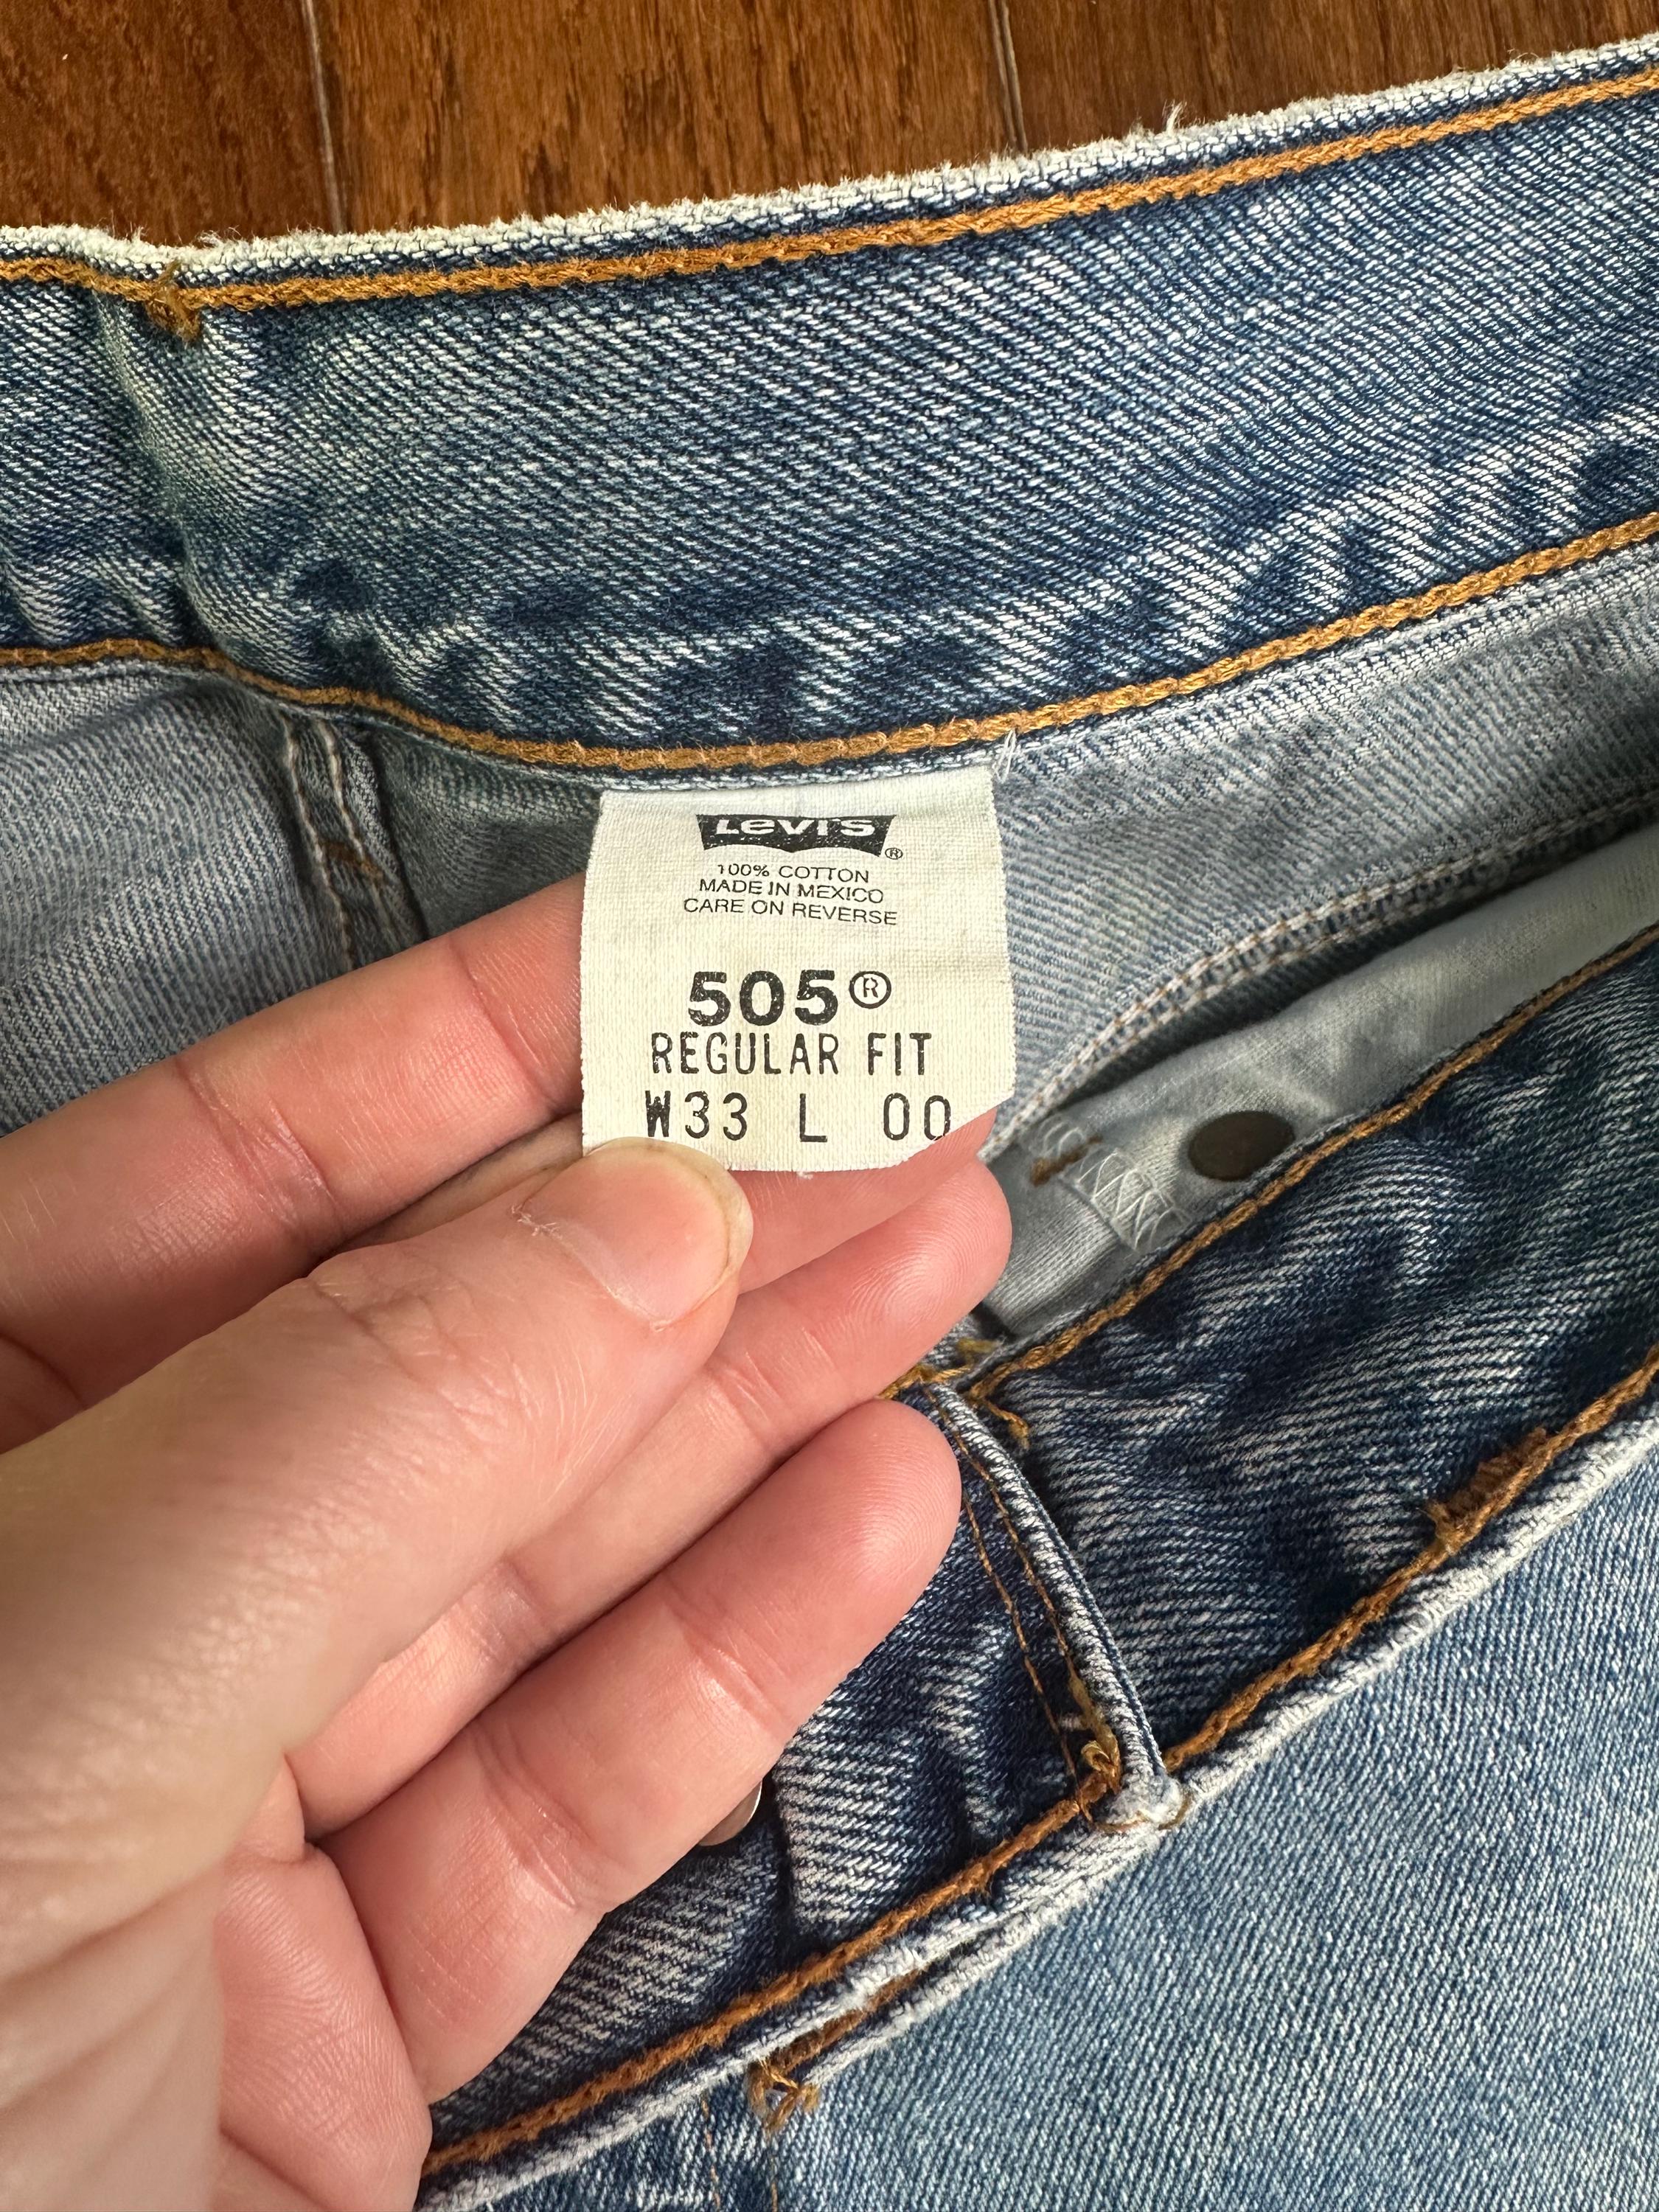 Levi's ®
100% COTTON
MADE IN MEXICO
CARE ON REVERSE
505®
REGULAR FIT
W33 L 00